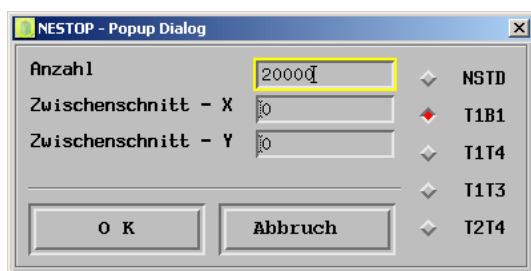 NESTOP - Popup Dialog
Anzahl 20000
Zwischenschnitt - X 0
Zwischenschnitt - Y 0
NSTD
T1B1
T1T4
T1T3
T2T4
O K Abbruch